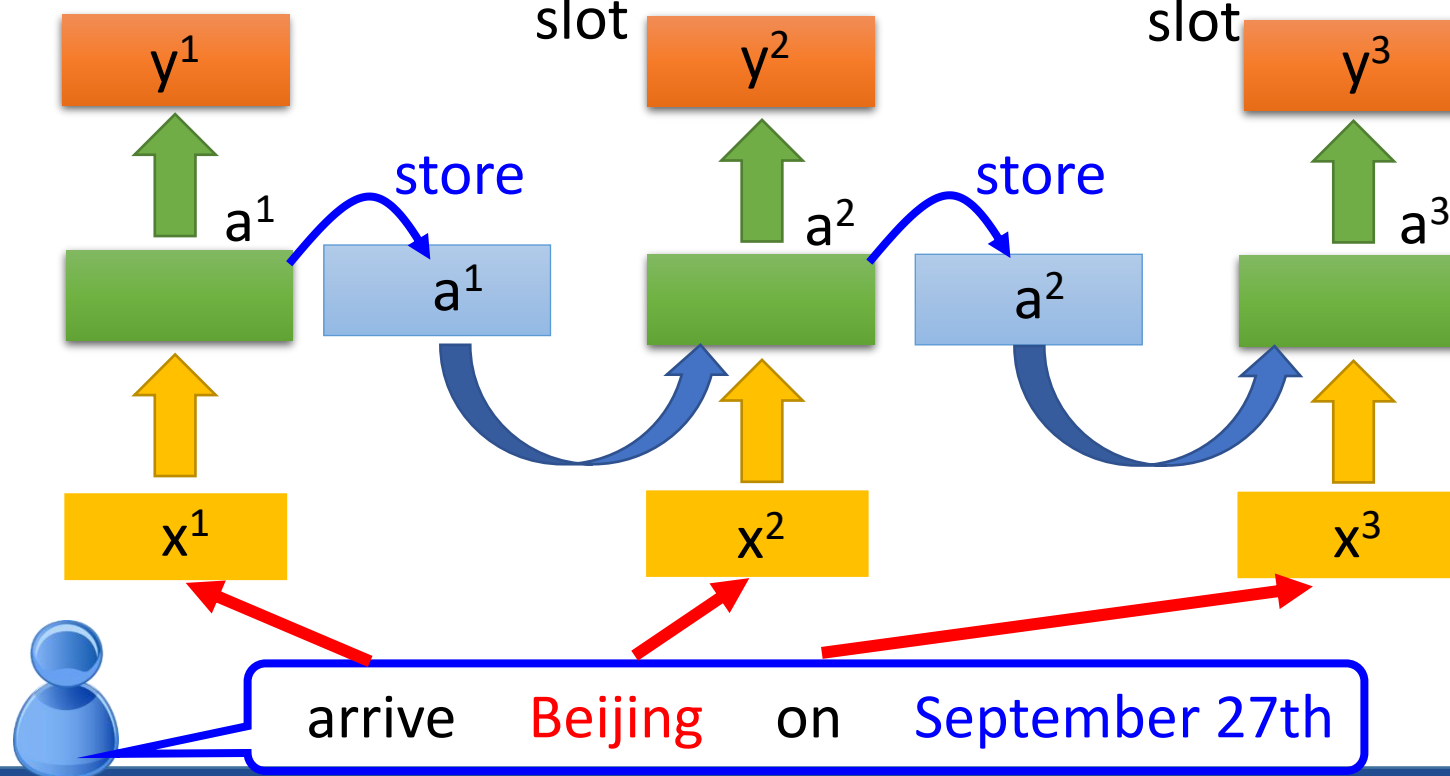 slot slot
y¹ y² y³
store store
a¹ a² a³
a¹ a²
x¹ x² x³
arrive Beijing on September 27th